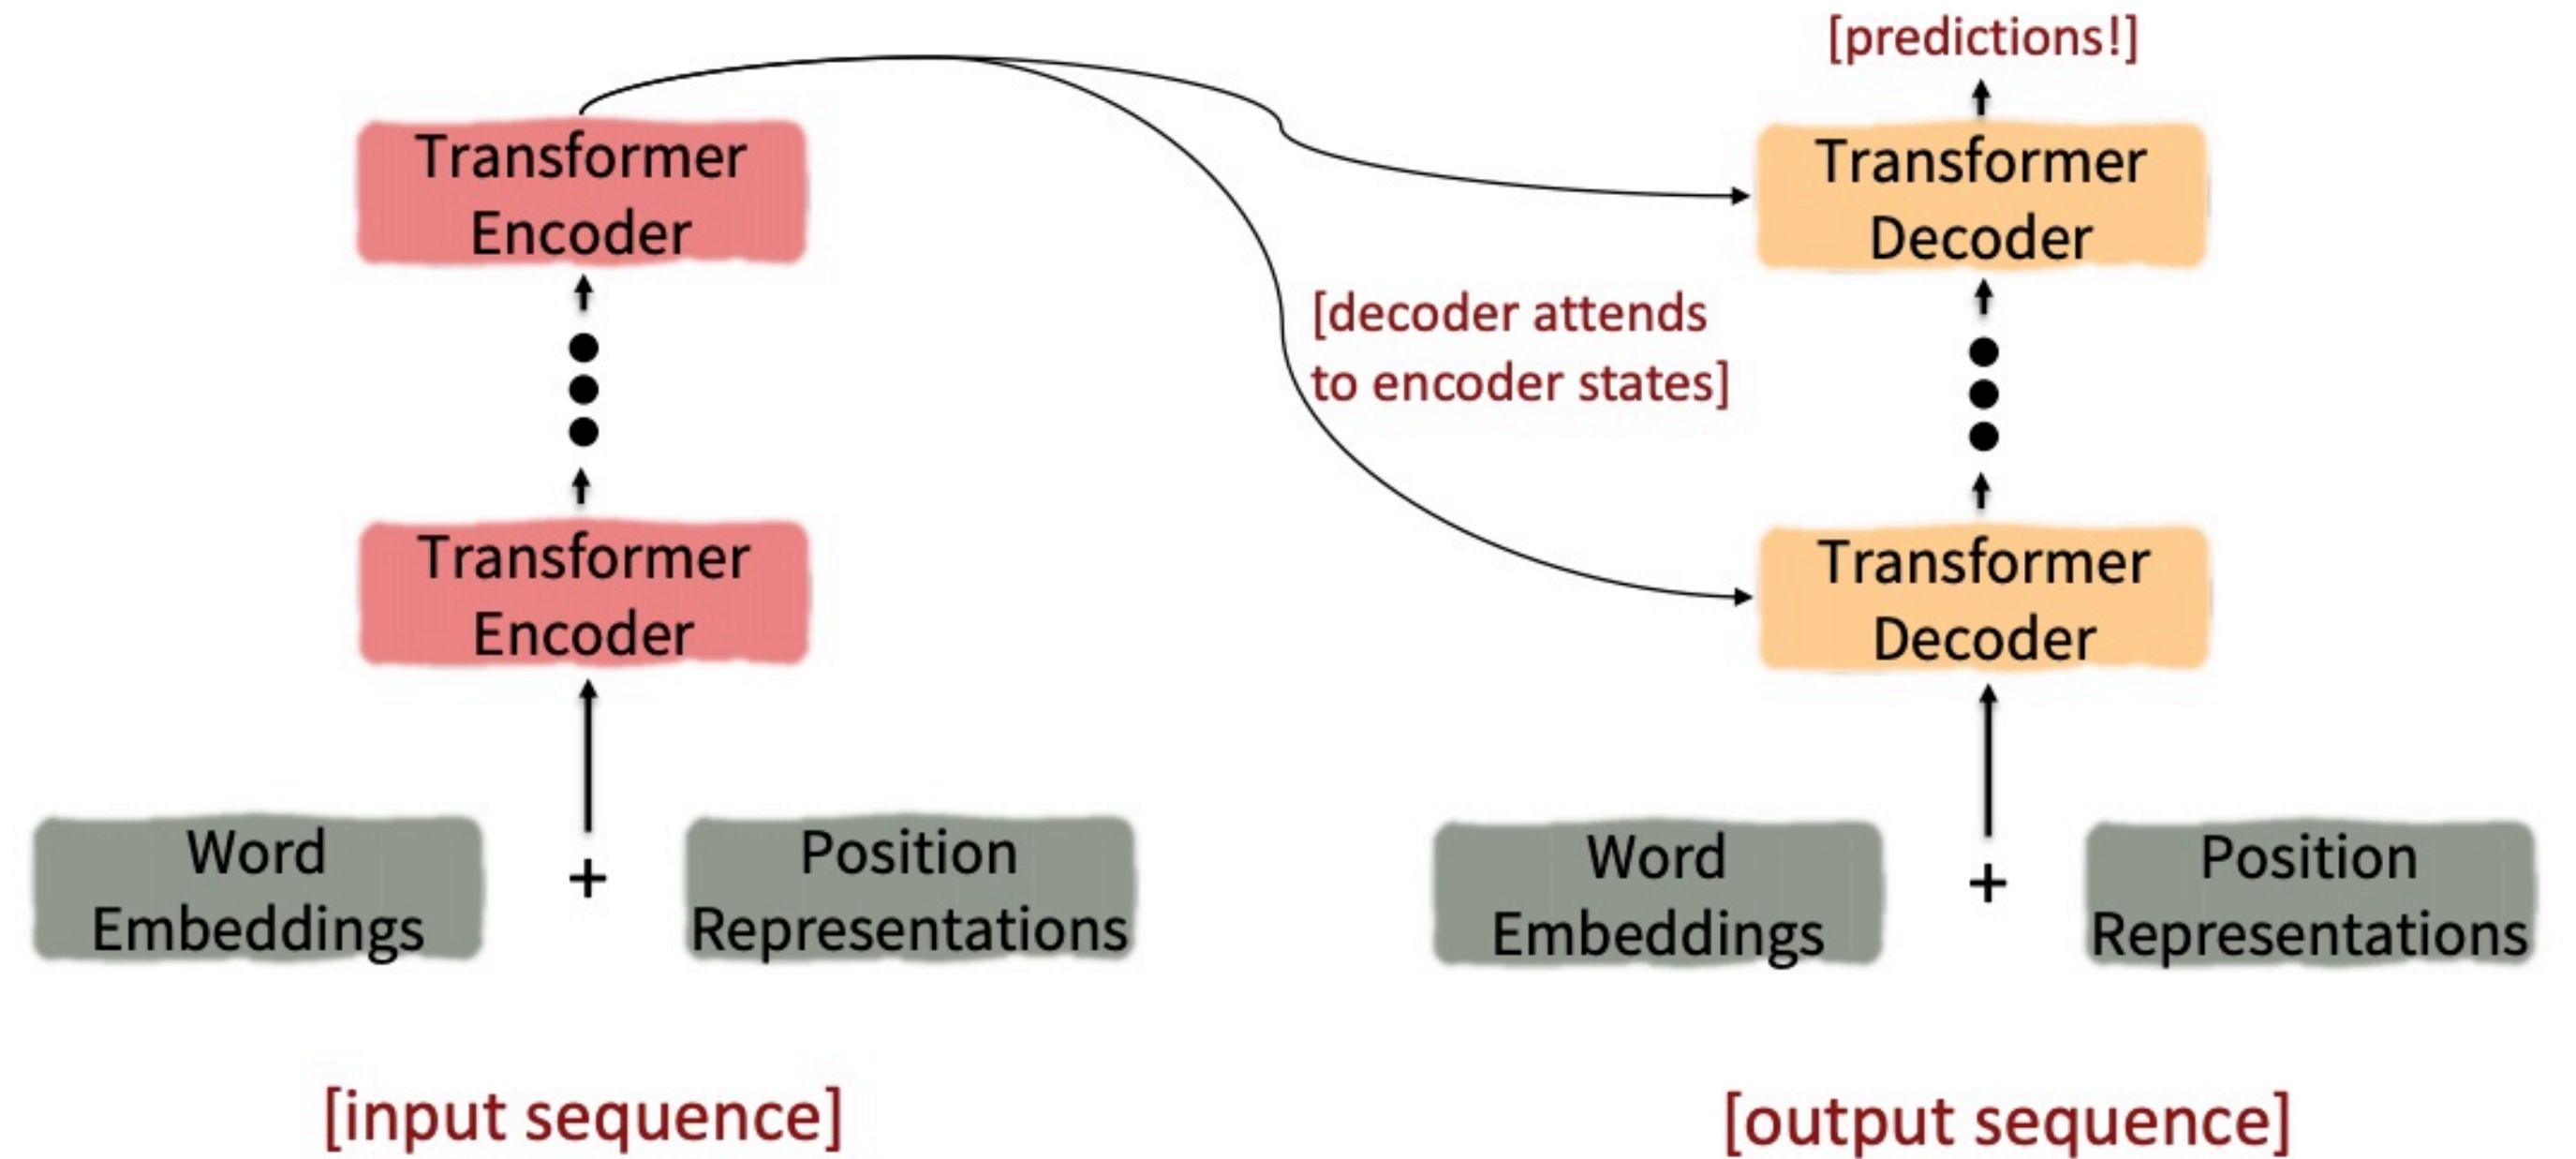 [predictions!]
Transformer
Encoder
Transformer
Decoder
[decoder attends
to encoder states]
Transformer
Encoder
Transformer
Decoder
Word
Embeddings
+
Position
Representations
Word
Embeddings
+
Position
Representations
[input sequence]
[output sequence]